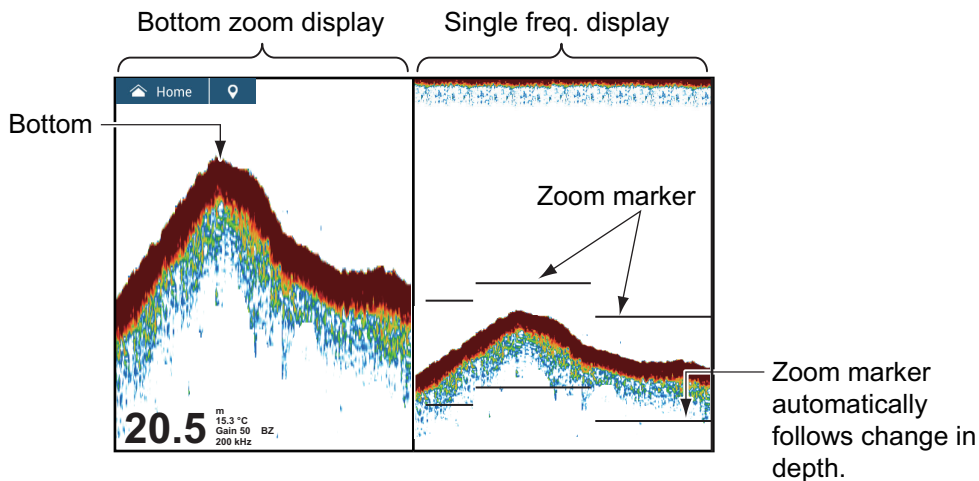 Bottom zoom display
Single freq. display
Home
Bottom
Zoom marker
20.5
m
15.3 °C
Gain 50 BZ
200 kHz
Zoom marker
automatically
follows change in
depth.